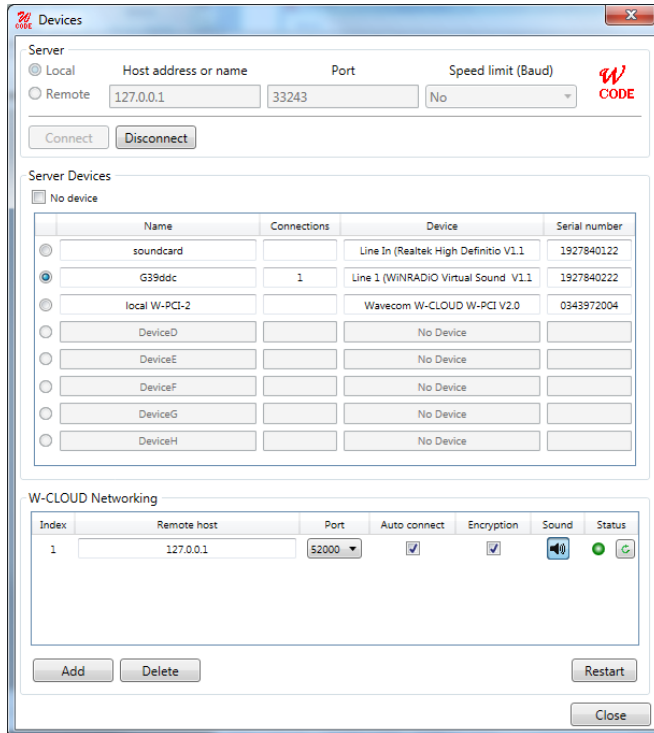 W CODE Devices
Server
Local Host address or name Port Speed limit (Baud)
Remote 127.0.0.1 33243 No
W CODE
Connect Disconnect
Server Devices
No device
Name Connections Device Serial number
soundcard Line In (Realtek High Definitio V1.1 1927840122
G39ddc 1 Line 1 (WiNRADiO Virtual Sound V1.1 1927840222
local W-PCI-2 Wavecom W-CLOUD W-PCI V2.0 0343972004
DeviceD No Device
DeviceE No Device
DeviceF No Device
DeviceG No Device
DeviceH No Device
W-CLOUD Networking
Index Remote host Port Auto connect Encryption Sound Status
1 127.0.0.1 52000
Add Delete Restart
Close